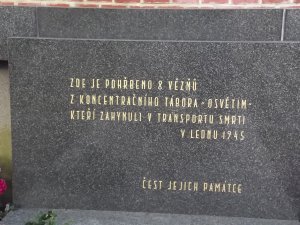 ZDE JE POHŘBENO 8 VĚZŇŮ
Z KONCENTRAČNÍHO TÁBORA - OSVĚTIM -
KTEŘÍ ZAHYNULI V TRANSPORTU SMRTI
V LEDNU 1945
ČEST JEJICH PAMÁTCE